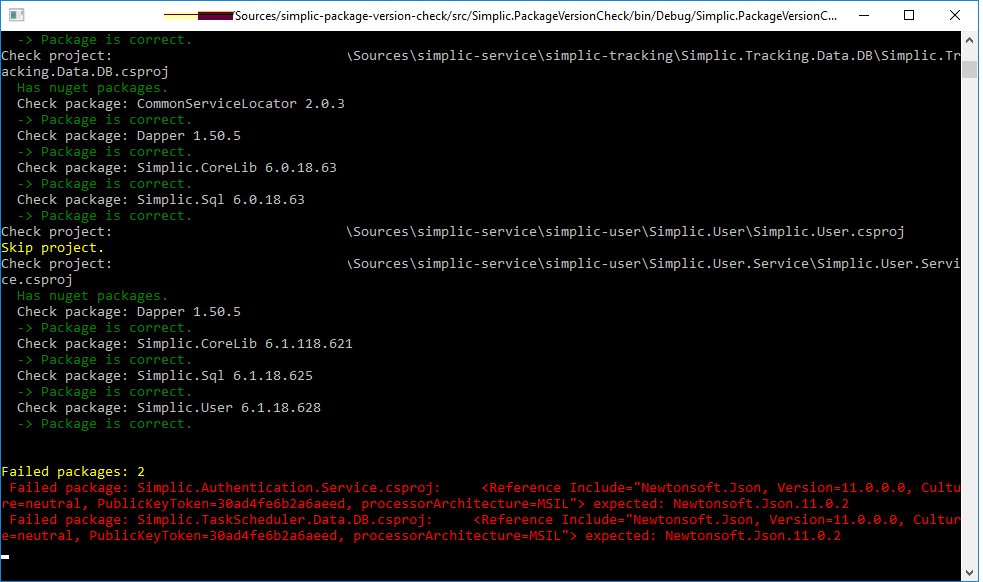 /Sources/simplic-package-version-check/src/Simplic.PackageVersionCheck/bin/Debug/Simplic.PackageVersionC...
-> Package is correct.
Check project: \Sources\simplic-service\simplic-tracking\Simplic.Tracking.Data.DB\Simplic.Tr
acking.Data.DB.csproj
Has nuget packages.
Check package: CommonServiceLocator 2.0.3
-> Package is correct.
Check package: Dapper 1.50.5
-> Package is correct.
Check package: Simplic.CoreLib 6.0.18.63
-> Package is correct.
Check package: Simplic.Sql 6.0.18.63
-> Package is correct.
Check project: \Sources\simplic-service\simplic-user\Simplic.User\Simplic.User.csproj
Skip project.
Check project: \Sources\simplic-service\simplic-user\Simplic.User.Service\Simplic.User.Servi
ce.csproj
Has nuget packages.
Check package: Dapper 1.50.5
-> Package is correct.
Check package: Simplic.CoreLib 6.1.118.621
-> Package is correct.
Check package: Simplic.Sql 6.1.18.625
-> Package is correct.
Check package: Simplic.User 6.1.18.628
-> Package is correct.
Failed packages: 2
Failed package: Simplic.Authentication.Service.csproj: <Reference Include="Newtonsoft.Json, Version=11.0.0.0, Cultu
re=neutral, PublicKeyToken=30ad4fe6b2a6aeed, processorArchitecture=MSIL"> expected: Newtonsoft.Json.11.0.2
Failed package: Simplic.TaskScheduler.Data.DB.csproj: <Reference Include="Newtonsoft.Json, Version=11.0.0.0, Cultur
e=neutral, PublicKeyToken=30ad4fe6b2a6aeed, processorArchitecture=MSIL"> expected: Newtonsoft.Json.11.0.2